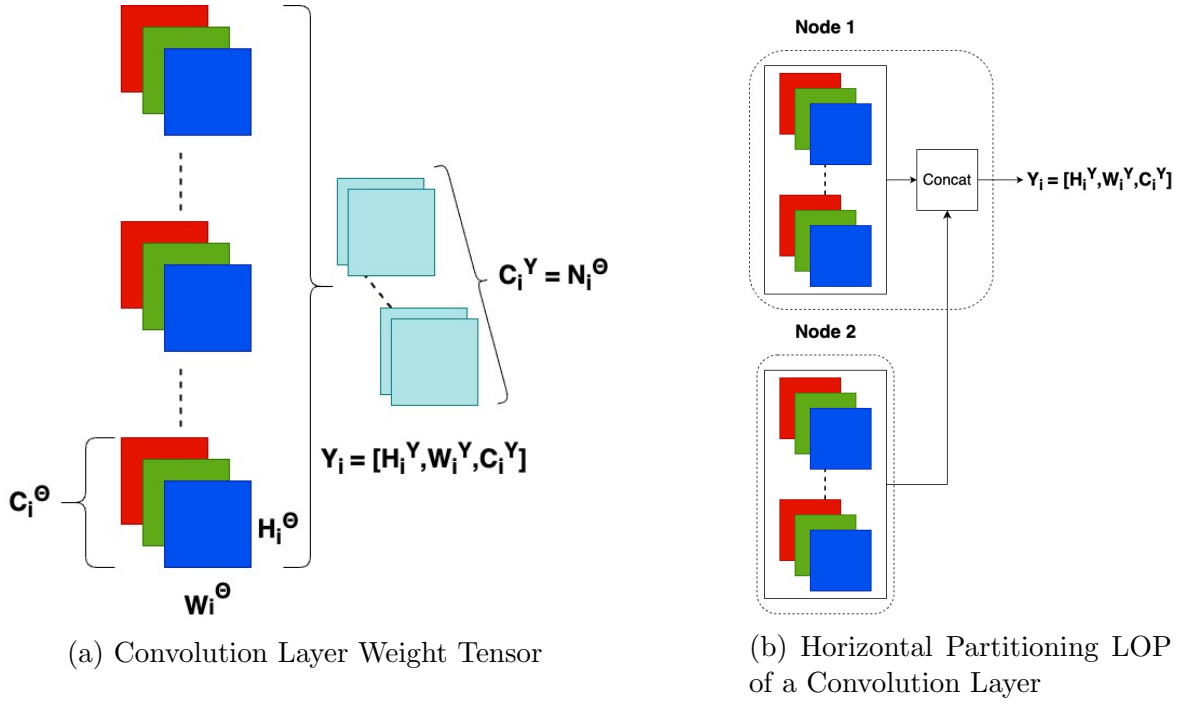 C_i^Θ
H_i^Θ
W_i^Θ
C_i^Y = N_i^Θ
Y_i = [H_i^Y,W_i^Y,C_i^Y]
(a) Convolution Layer Weight Tensor
Node 1
Concat
Y_i = [H_i^Y,W_i^Y,C_i^Y]
Node 2
(b) Horizontal Partitioning LOP
of a Convolution Layer